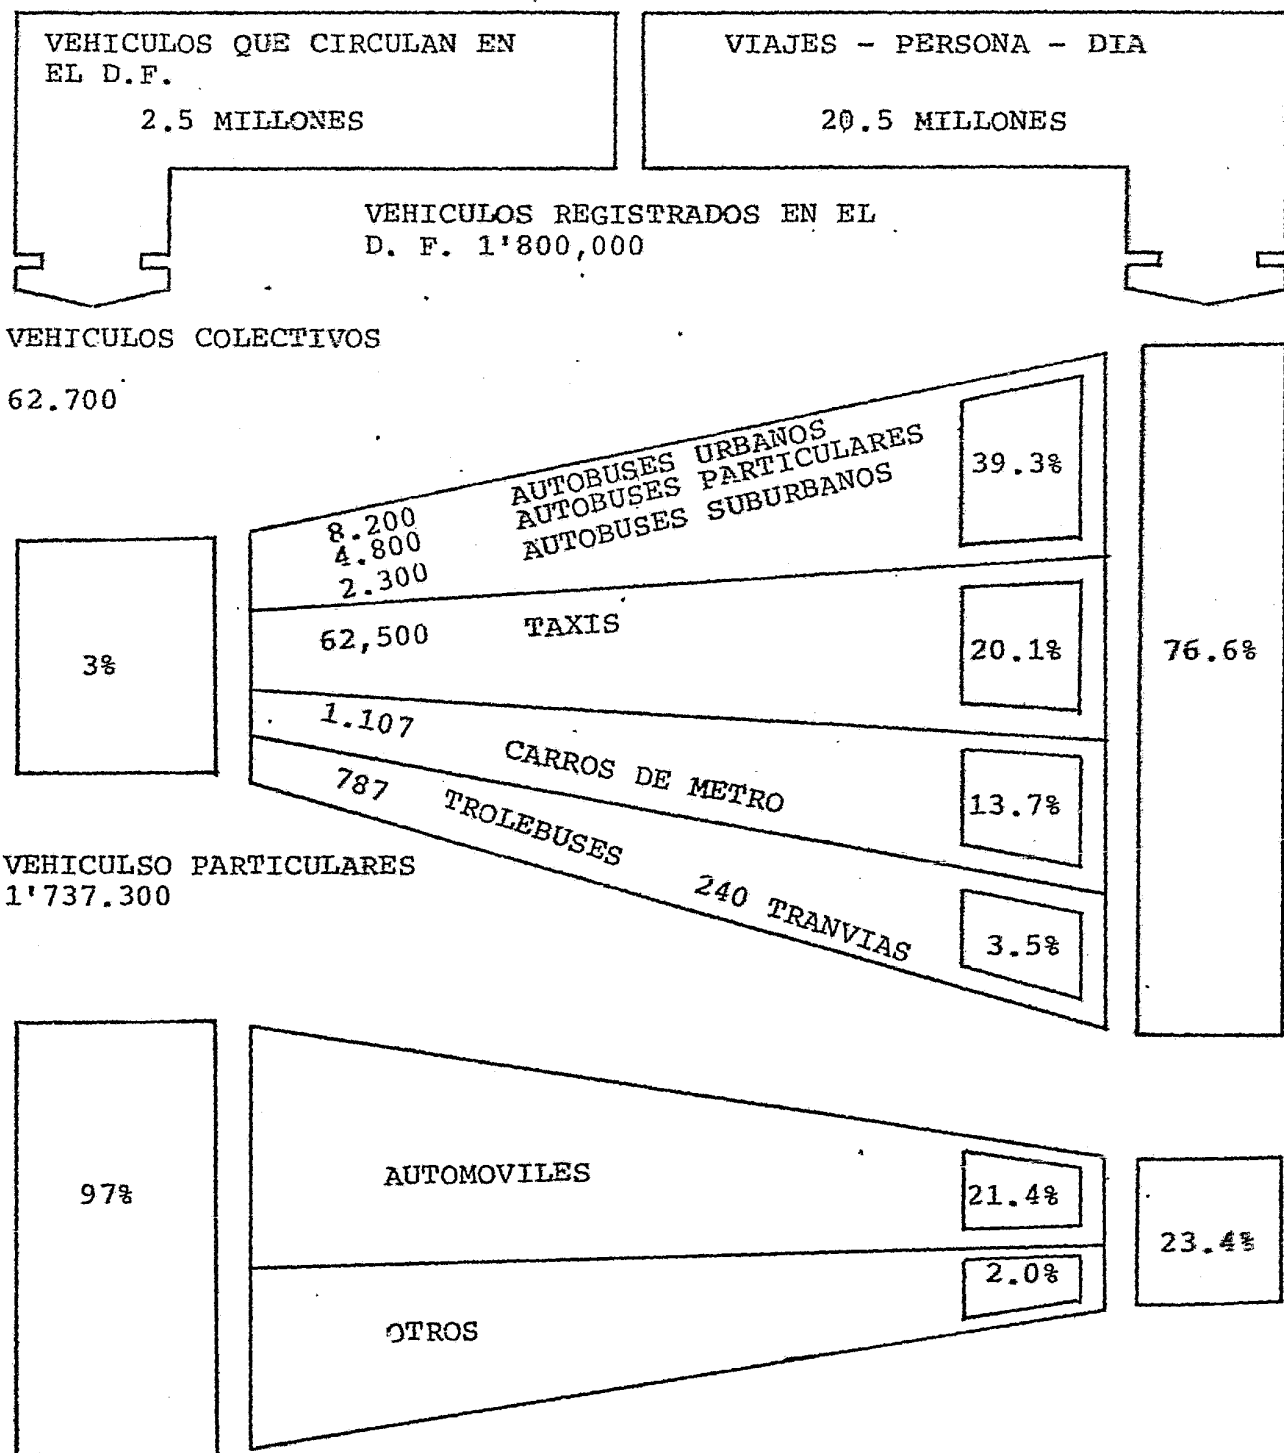 VEHICULOS QUE CIRCULAN EN
EL D.F.
2.5 MILLONES
VIAJES - PERSONA - DIA
20.5 MILLONES
VEHICULOS REGISTRADOS EN EL
D. F. 1'800,000
VEHICULOS COLECTIVOS
62.700
8.200 AUTOBUSES URBANOS
4.800 AUTOBUSES PARTICULARES
2.300 AUTOBUSES SUBURBANOS
39.3%
3%
62,500 TAXIS
20.1%
76.6%
1.107 CARROS DE METRO
13.7%
787 TROLEBUSES 240 TRANVIAS
3.5%
VEHICULSO PARTICULARES
1'737.300
97%
AUTOMOVILES
21.4%
23.4%
OTROS
2.0%